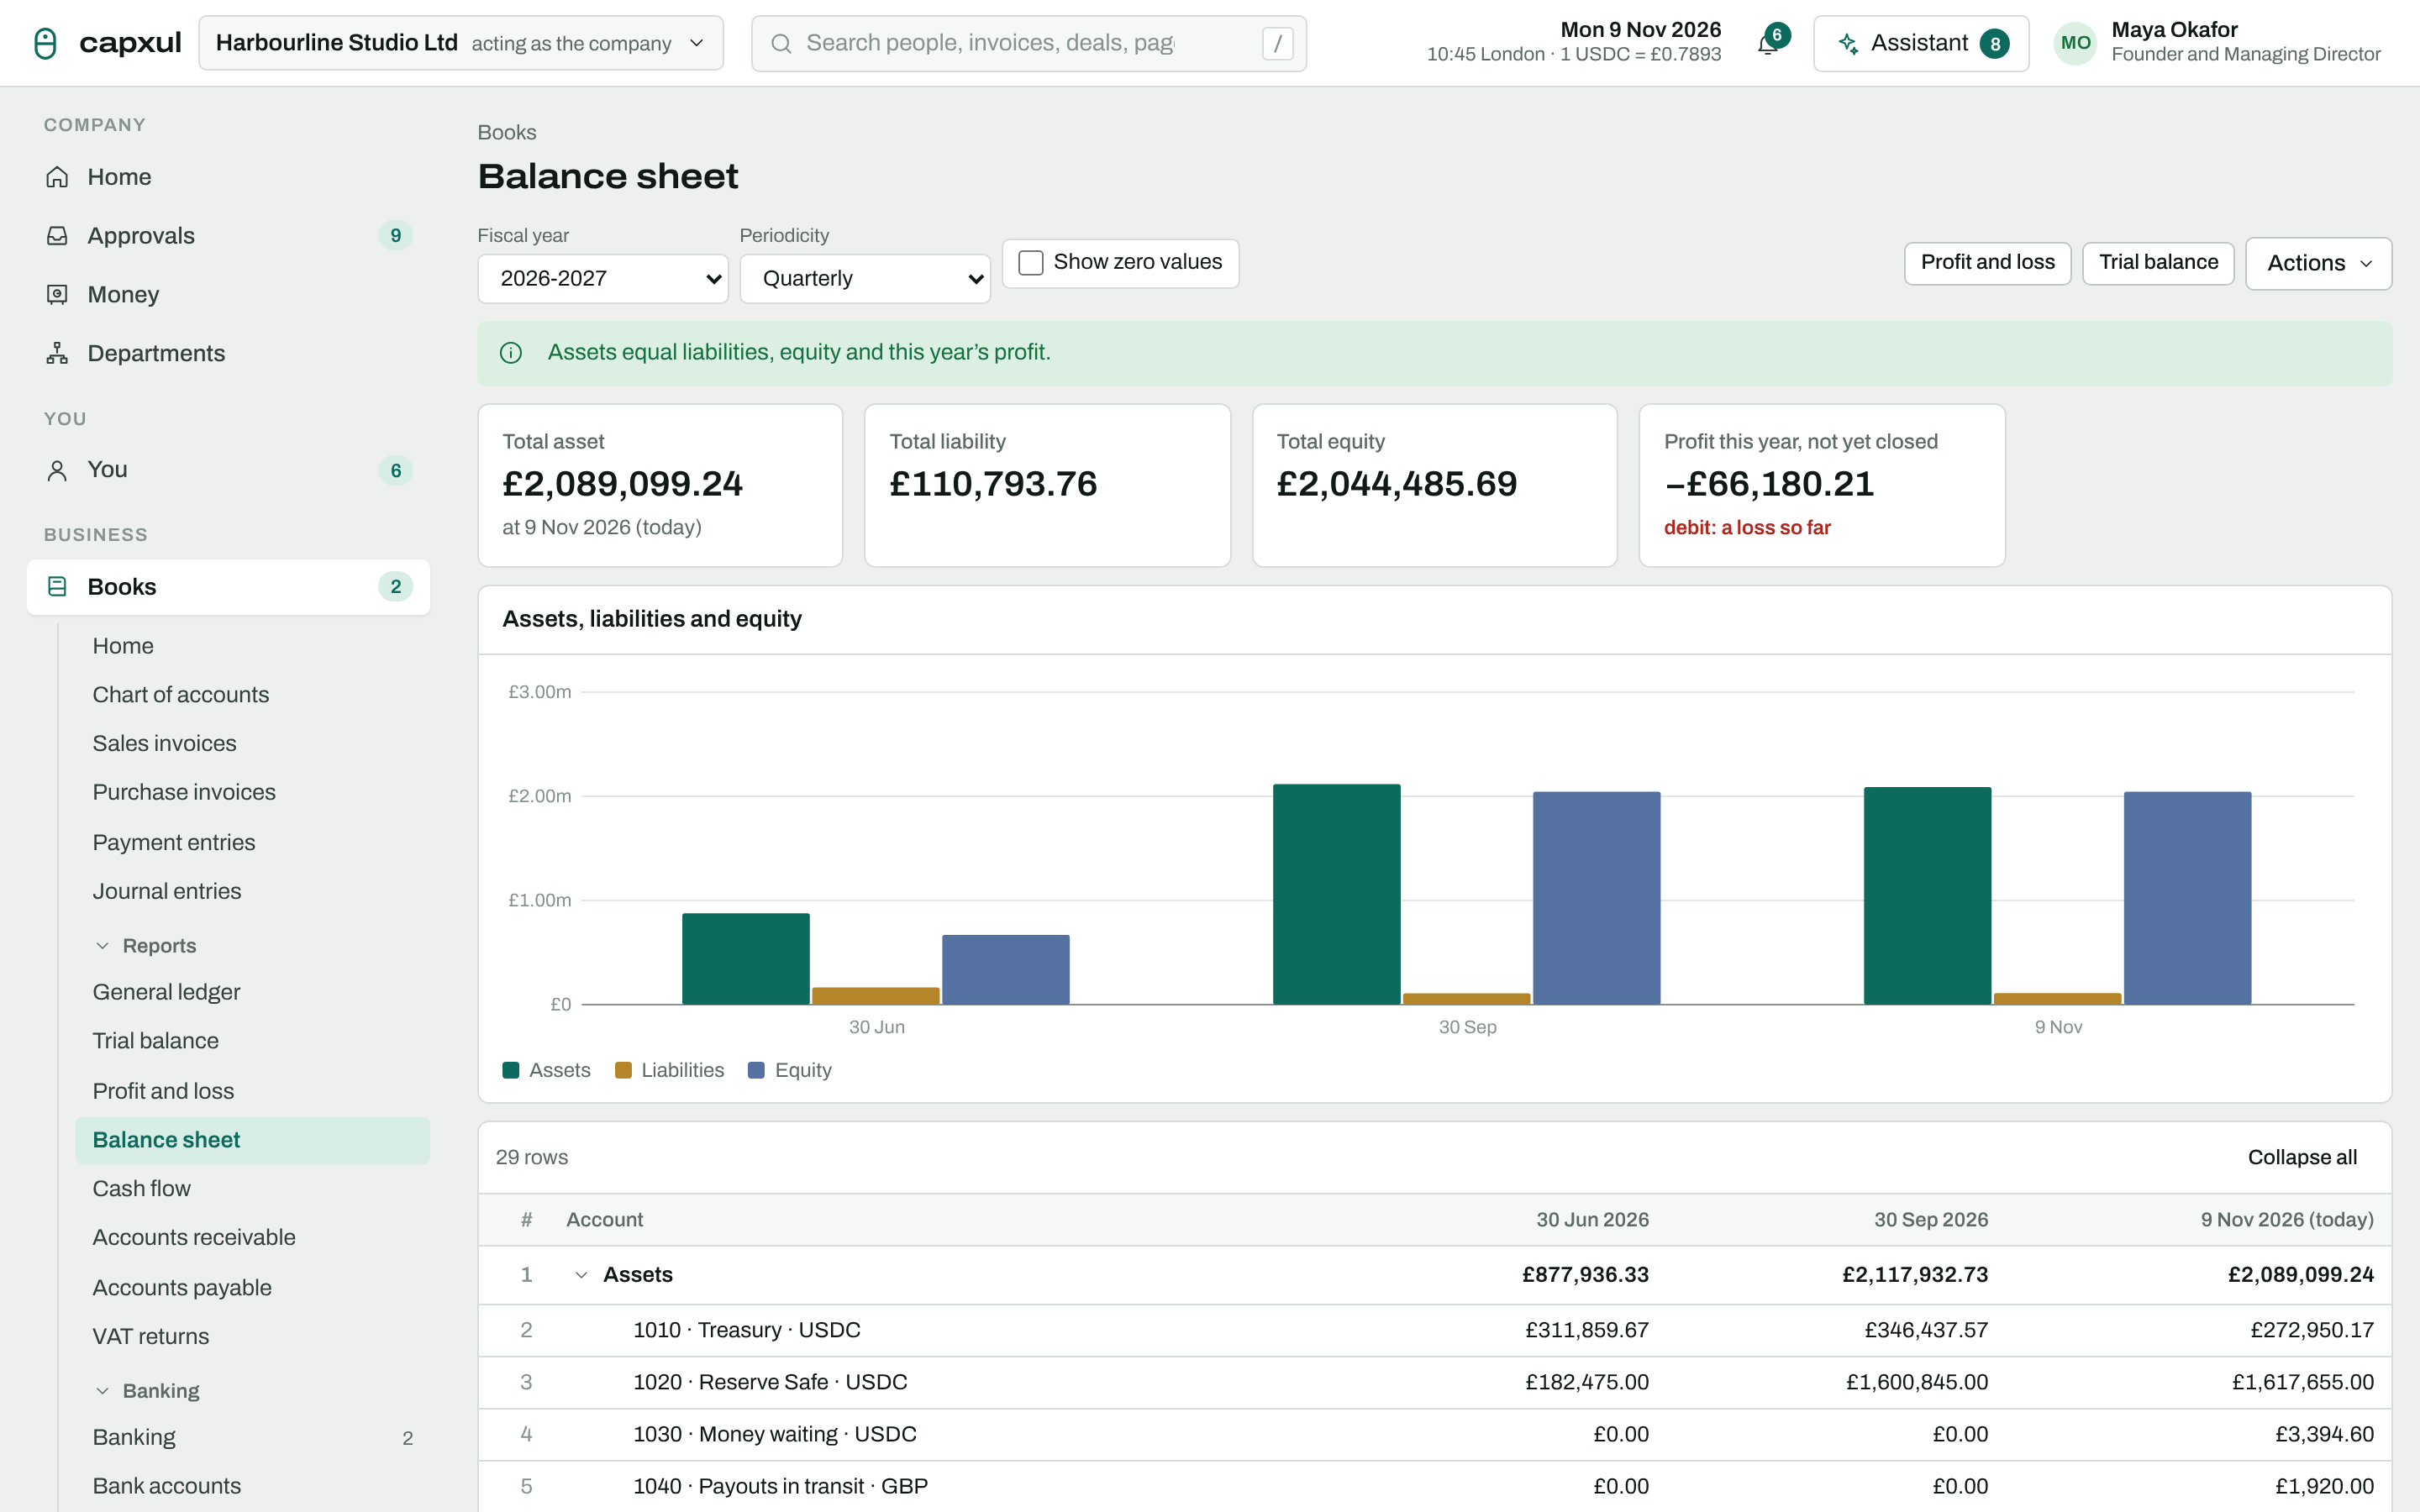 capxul
Harbourline Studio Ltd acting as the company
Search people, invoices, deals, pag
/
Mon 9 Nov 2026
10:45 London · 1 USDC = £0.7893
6
Assistant 8
MO
Maya Okafor
Founder and Managing Director
COMPANY
Home
Approvals 9
Money
Departments
YOU
You 6
BUSINESS
Books 2
Home
Chart of accounts
Sales invoices
Purchase invoices
Payment entries
Journal entries
Reports
General ledger
Trial balance
Profit and loss
Balance sheet
Cash flow
Accounts receivable
Accounts payable
VAT returns
Banking
Banking 2
Bank accounts
Books
Balance sheet
Fiscal year
2026-2027
Periodicity
Quarterly
Show zero values
Profit and loss
Trial balance
Actions
Assets equal liabilities, equity and this year’s profit.
Total asset
£2,089,099.24
at 9 Nov 2026 (today)
Total liability
£110,793.76
Total equity
£2,044,485.69
Profit this year, not yet closed
−£66,180.21
debit: a loss so far
Assets, liabilities and equity
£3.00m
£2.00m
£1.00m
£0
30 Jun 30 Sep 9 Nov
Assets Liabilities Equity
29 rows Collapse all
# Account 30 Jun 2026 30 Sep 2026 9 Nov 2026 (today)
1 Assets £877,936.33 £2,117,932.73 £2,089,099.24
2 1010 · Treasury · USDC £311,859.67 £346,437.57 £272,950.17
3 1020 · Reserve Safe · USDC £182,475.00 £1,600,845.00 £1,617,655.00
4 1030 · Money waiting · USDC £0.00 £0.00 £3,394.60
5 1040 · Payouts in transit · GBP £0.00 £0.00 £1,920.00